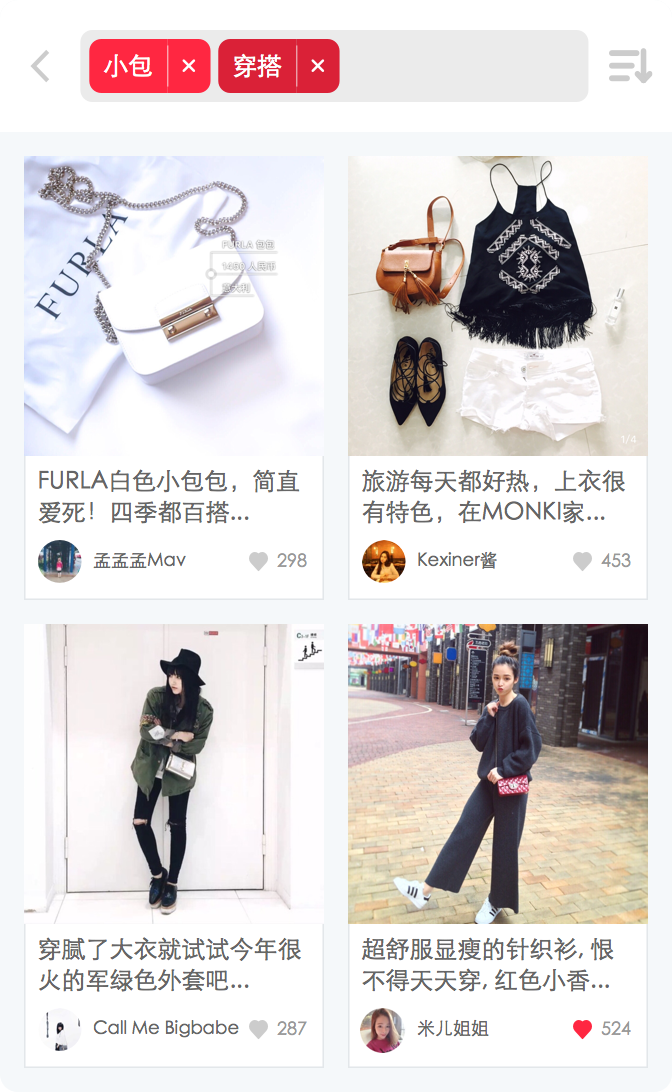 小包 × 穿搭 ×
FURLA
FURLA 包包
1490 人民币
意大利
1/4
FURLA白色小包包，简直
爱死！四季都百搭...
孟孟孟Mav 298
旅游每天都好热，上衣很
有特色，在MONKI家...
Kexiner酱 453
穿腻了大衣就试试今年很
火的军绿色外套吧...
Call Me Bigbabe 287
超舒服显瘦的针织衫, 恨
不得天天穿, 红色小香...
米儿姐姐 524